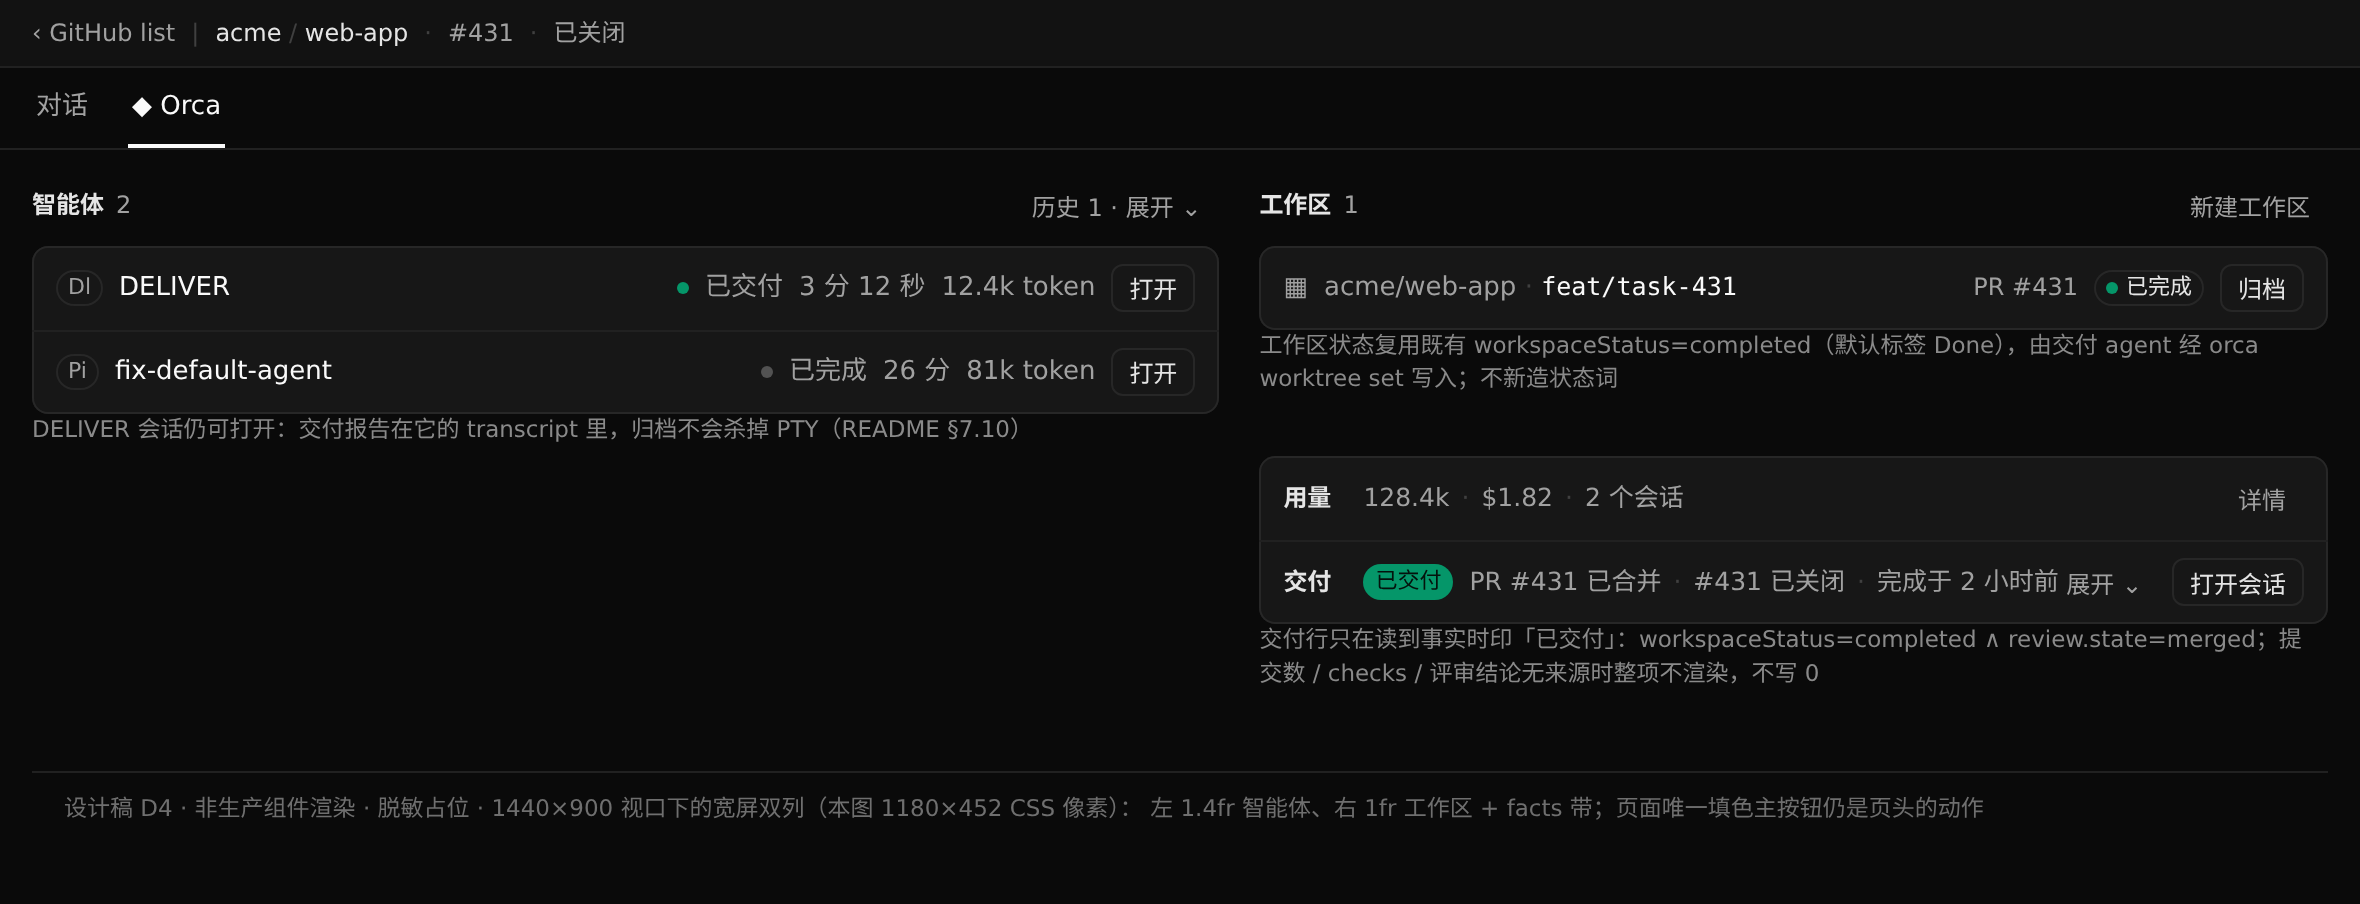 ‹ GitHub list | acme / web-app · #431 · 已关闭
对话 ◆ Orca
智能体 2 历史 1 · 展开 ⌄
DI DELIVER ● 已交付 3 分 12 秒 12.4k token 打开
Pi fix-default-agent ● 已完成 26 分 81k token 打开
DELIVER 会话仍可打开：交付报告在它的 transcript 里，归档不会杀掉 PTY（README §7.10）
工作区 1 新建工作区
▦ acme/web-app · feat/task-431 PR #431 ● 已完成 归档
工作区状态复用既有 workspaceStatus=completed（默认标签 Done），由交付 agent 经 orca
worktree set 写入；不新造状态词
用量 128.4k · $1.82 · 2 个会话 详情
交付 已交付 PR #431 已合并 · #431 已关闭 · 完成于 2 小时前 展开 ⌄ 打开会话
交付行只在读到事实时印「已交付」：workspaceStatus=completed ∧ review.state=merged；提
交数 / checks / 评审结论无来源时整项不渲染，不写 0
设计稿 D4 · 非生产组件渲染 · 脱敏占位 · 1440×900 视口下的宽屏双列（本图 1180×452 CSS 像素）： 左 1.4fr 智能体、右 1fr 工作区 + facts 带；页面唯一填色主按钮仍是页头的动作